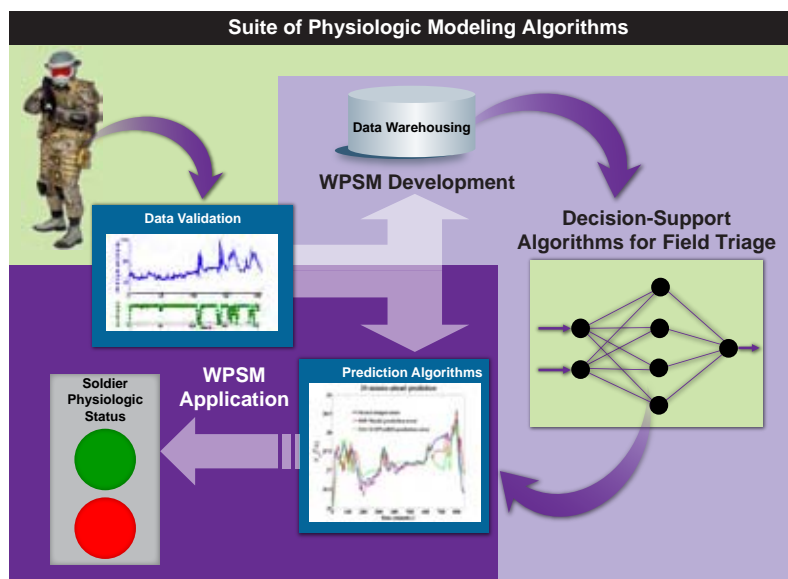 Suite of Physiologic Modeling Algorithms
Data Warehousing
WPSM Development
Data Validation
Decision-Support
Algorithms for Field Triage
Prediction Algorithms
WPSM
Application
Soldier
Physiologic
Status